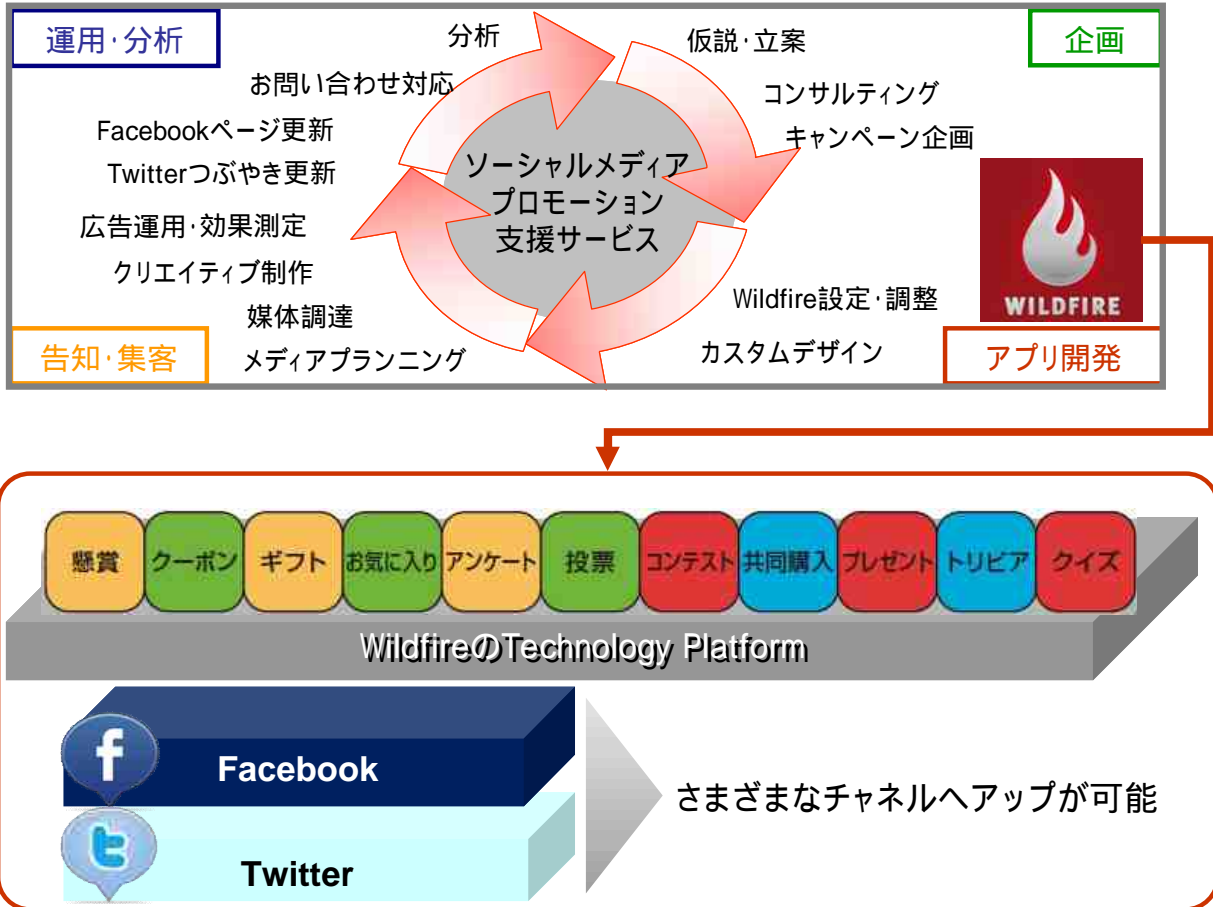 運用･分析
分析
仮説･立案
企画
お問い合わせ対応
コンサルティング
Facebookページ更新
キャンペーン企画
Twitterつぶやき更新
ソーシャルメディア
プロモーション
支援サービス
広告運用･効果測定
クリエイティブ制作
Wildfire設定･調整
WILDFIRE
媒体調達
告知･集客
メディアプランニング
カスタムデザイン
アプリ開発
懸賞
クーポン
ギフト
お気に入り
アンケート
投票
コンテスト
共同購入
プレゼント
トリビア
クイズ
WildfireのTechnology Platform
f
Facebook
さまざまなチャネルへアップが可能
t
Twitter